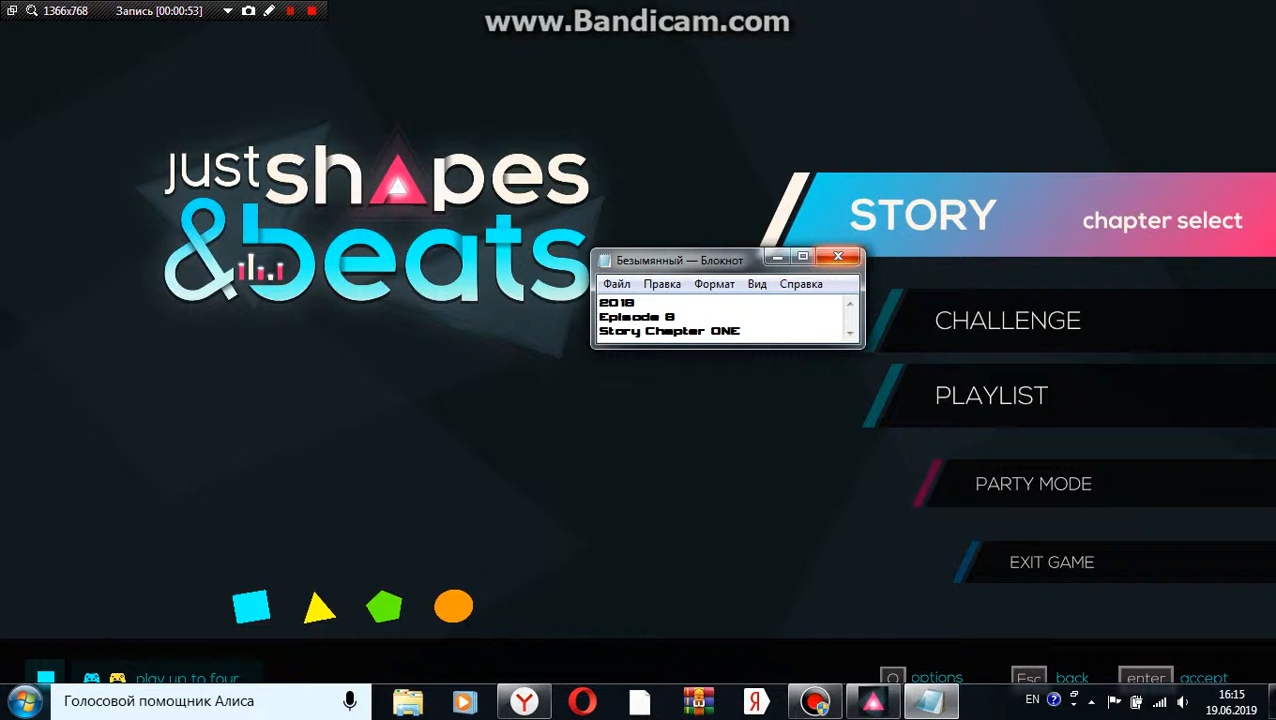 1366x768 Запись [00:00:53]
www.Bandicam.com
just shapes
&beats
STORY chapter select
Безымянный — Блокнот
Файл Правка Формат Вид Справка
2018
Episode 8
Story Chapter ONE
CHALLENGE
PLAYLIST
PARTY MODE
EXIT GAME
play up to four
O options Esc back enter accept
Голосовой помощник Алиса
EN
16:15
19.06.2019